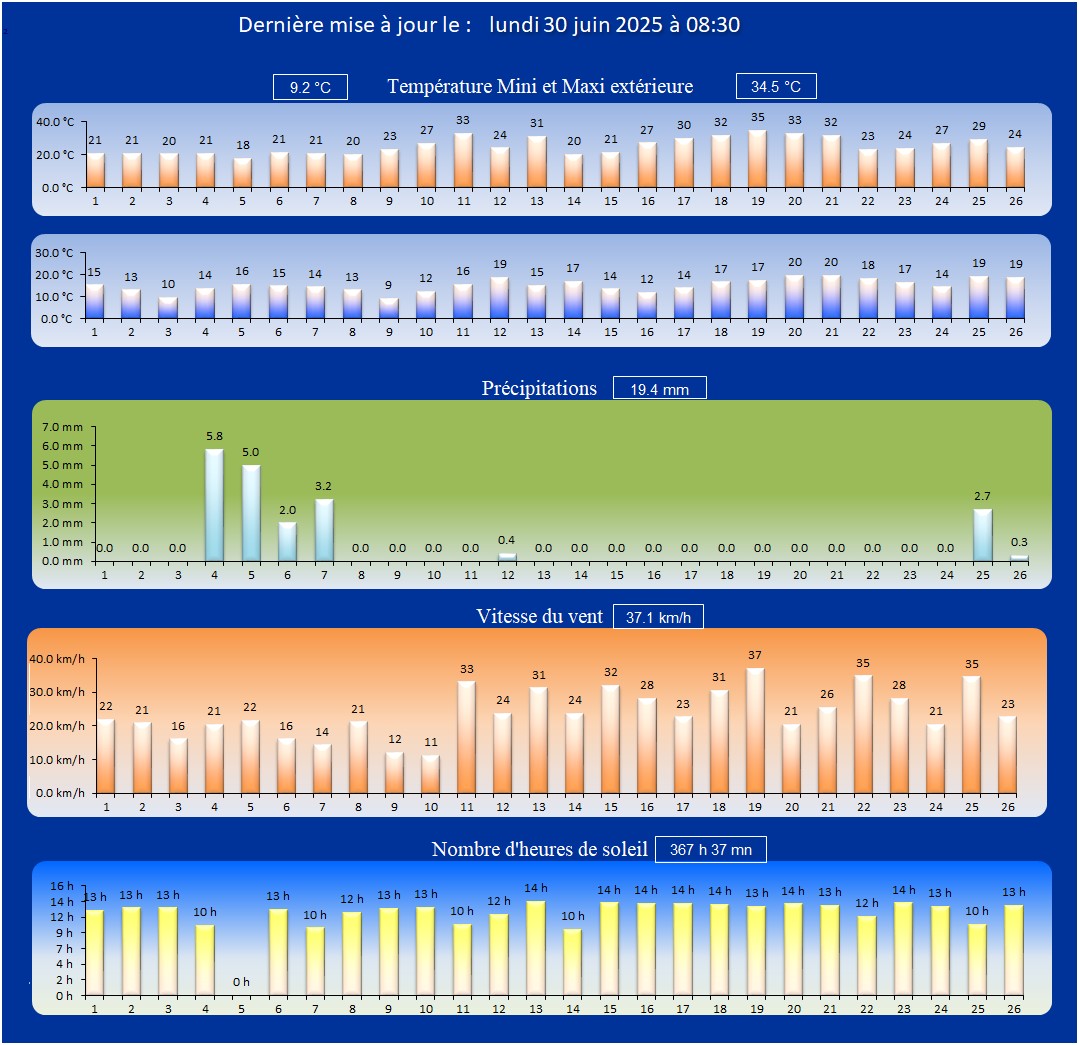 Dernière mise à jour le : lundi 30 juin 2025 à 08:30
9.2 °C Température Mini et Maxi extérieure 34.5 °C
40.0 °C
20.0 °C
0.0 °C
21 21 20 21 18 21 21 20 23 27 33 24 31 20 21 27 30 32 35 33 32 23 24 27 29 24
1 2 3 4 5 6 7 8 9 10 11 12 13 14 15 16 17 18 19 20 21 22 23 24 25 26
30.0 °C
20.0 °C
10.0 °C
0.0 °C
15 13 10 14 16 15 14 13 9 12 16 19 15 17 14 12 14 17 17 20 20 18 17 14 19 19
1 2 3 4 5 6 7 8 9 10 11 12 13 14 15 16 17 18 19 20 21 22 23 24 25 26
Précipitations 19.4 mm
7.0 mm
6.0 mm
5.0 mm
4.0 mm
3.0 mm
2.0 mm
1.0 mm
0.0 mm
0.0 0.0 0.0 5.8 5.0 2.0 3.2 0.0 0.0 0.0 0.0 0.4 0.0 0.0 0.0 0.0 0.0 0.0 0.0 0.0 0.0 0.0 0.0 0.0 2.7 0.3
1 2 3 4 5 6 7 8 9 10 11 12 13 14 15 16 17 18 19 20 21 22 23 24 25 26
Vitesse du vent 37.1 km/h
40.0 km/h
30.0 km/h
20.0 km/h
10.0 km/h
0.0 km/h
22 21 16 21 22 16 14 21 12 11 33 24 31 24 32 28 23 31 37 21 26 35 28 21 35 23
1 2 3 4 5 6 7 8 9 10 11 12 13 14 15 16 17 18 19 20 21 22 23 24 25 26
Nombre d'heures de soleil 367 h 37 mn
16 h
14 h
12 h
9 h
7 h
4 h
2 h
0 h
13 h 13 h 13 h 10 h 0 h 13 h 10 h 12 h 13 h 13 h 10 h 12 h 14 h 10 h 14 h 14 h 14 h 14 h 13 h 14 h 13 h 12 h 14 h 13 h 10 h 13 h
1 2 3 4 5 6 7 8 9 10 11 12 13 14 15 16 17 18 19 20 21 22 23 24 25 26